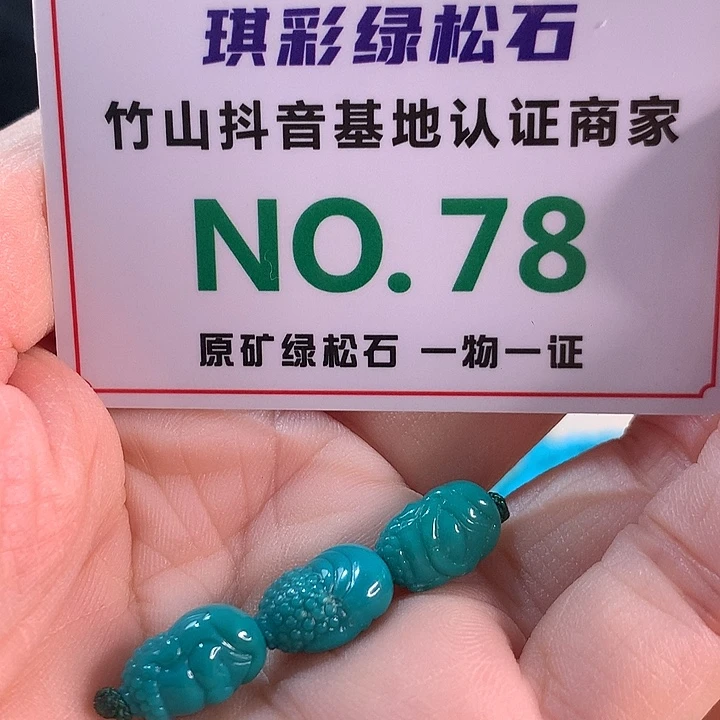 琪彩绿松石
竹山抖音基地认证商家
NO.78
原矿绿松石 一物一证